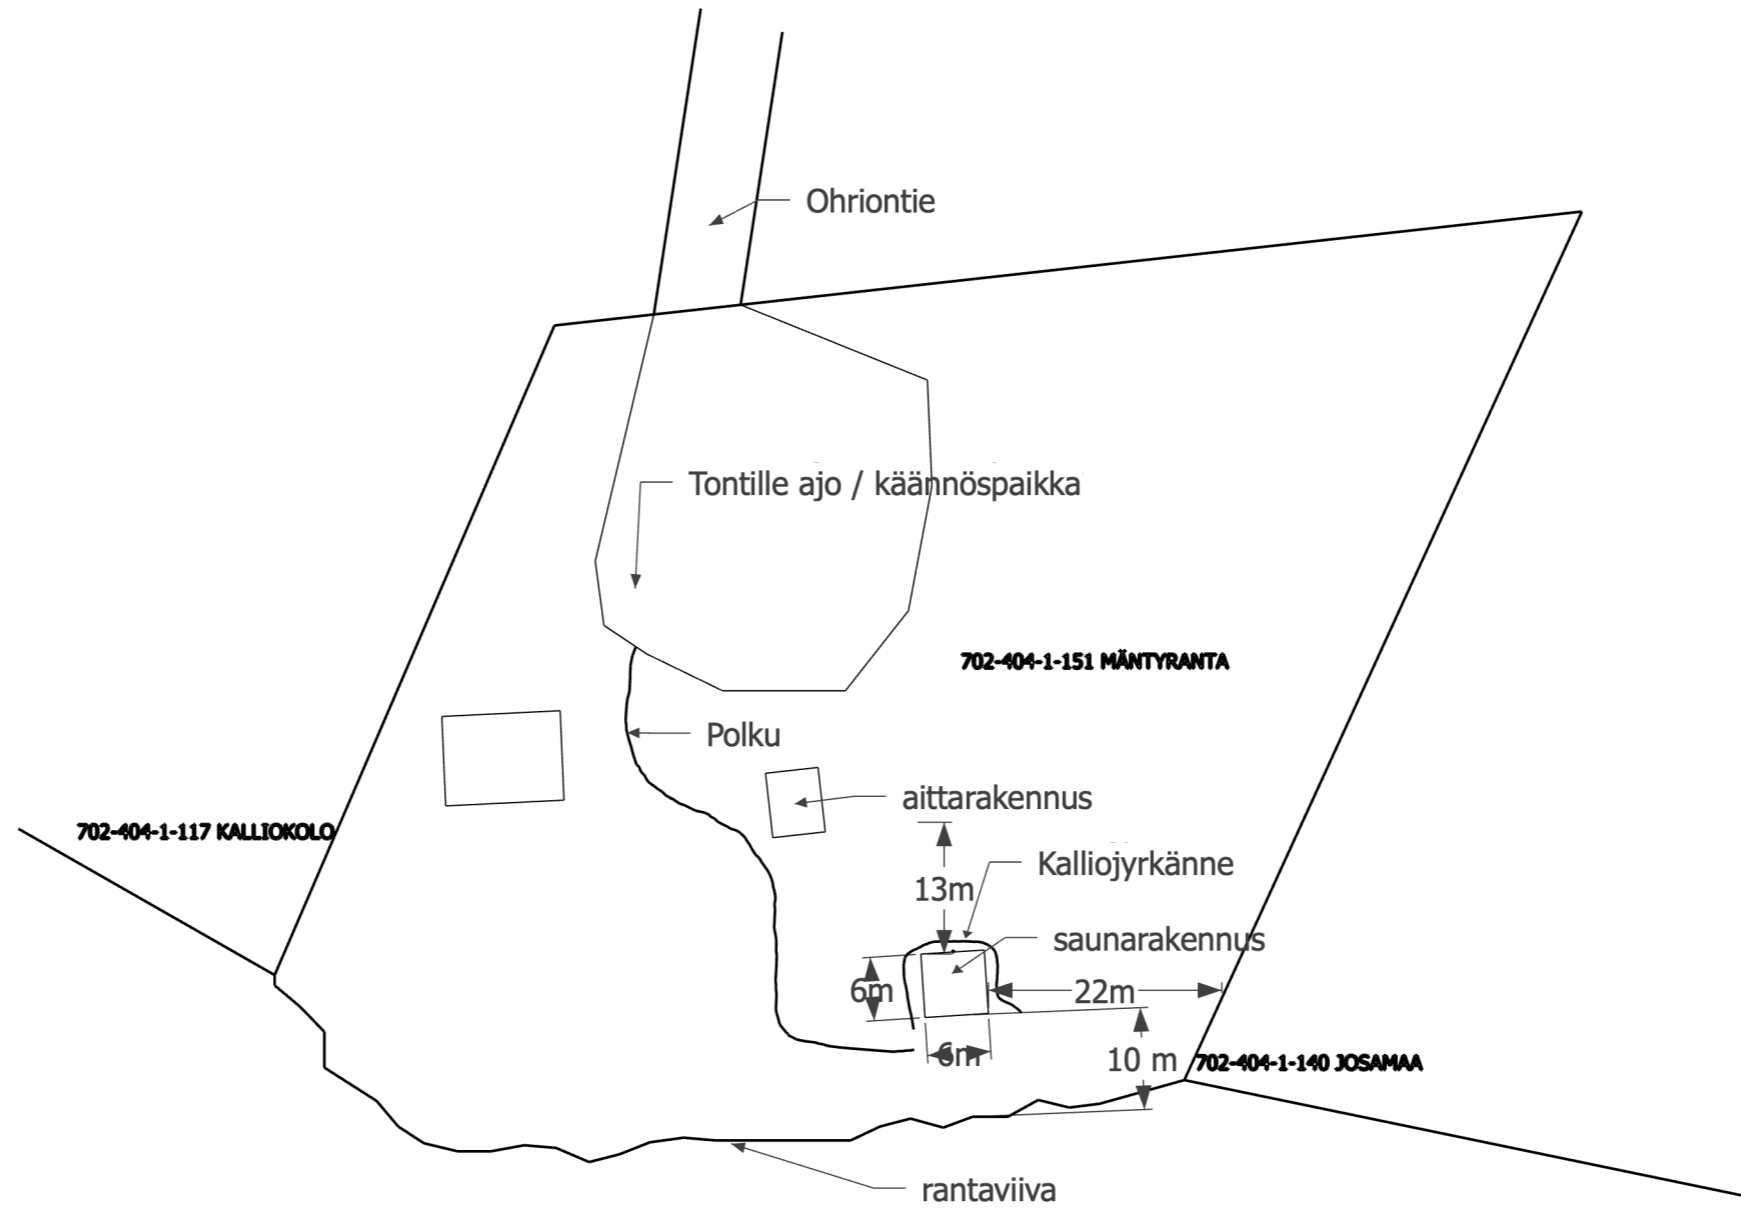 Ohriontie
Tontille ajo / käännöspaikka
702-404-1-151 MÄNTYRANTA
Polku
aittarakennus
702-404-1-117 KALLIOKOLO
Kalliojyrkänne
13m
saunarakennus
6m
22m
6m
10 m
702-404-1-140 JOSAMAA
rantaviiva